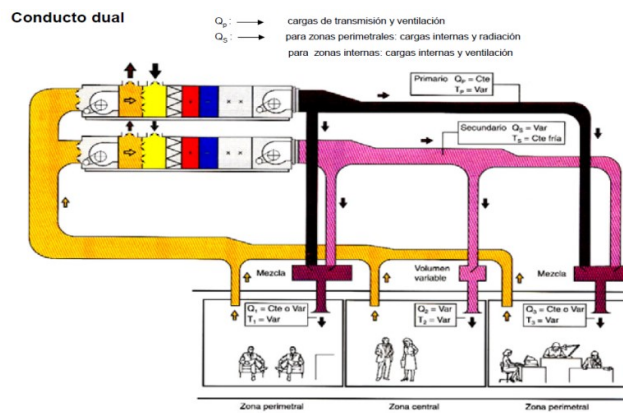 Conducto dual
Qp: cargas de transmisión y ventilación
QS: para zonas perimetrales: cargas internas y radiación
para zonas internas: cargas internas y ventilación
Primario QP = Cte
TP = Var
Secundario QS = Var
TS = Cte fría
Mezcla
Volumen
variable
Mezcla
Q1 = Cte o Var
T1 = Var
Q2 = Var
T2 = Var
Q3 = Cte o Var
T3 = Var
Zona perimetral
Zona central
Zona perimetral